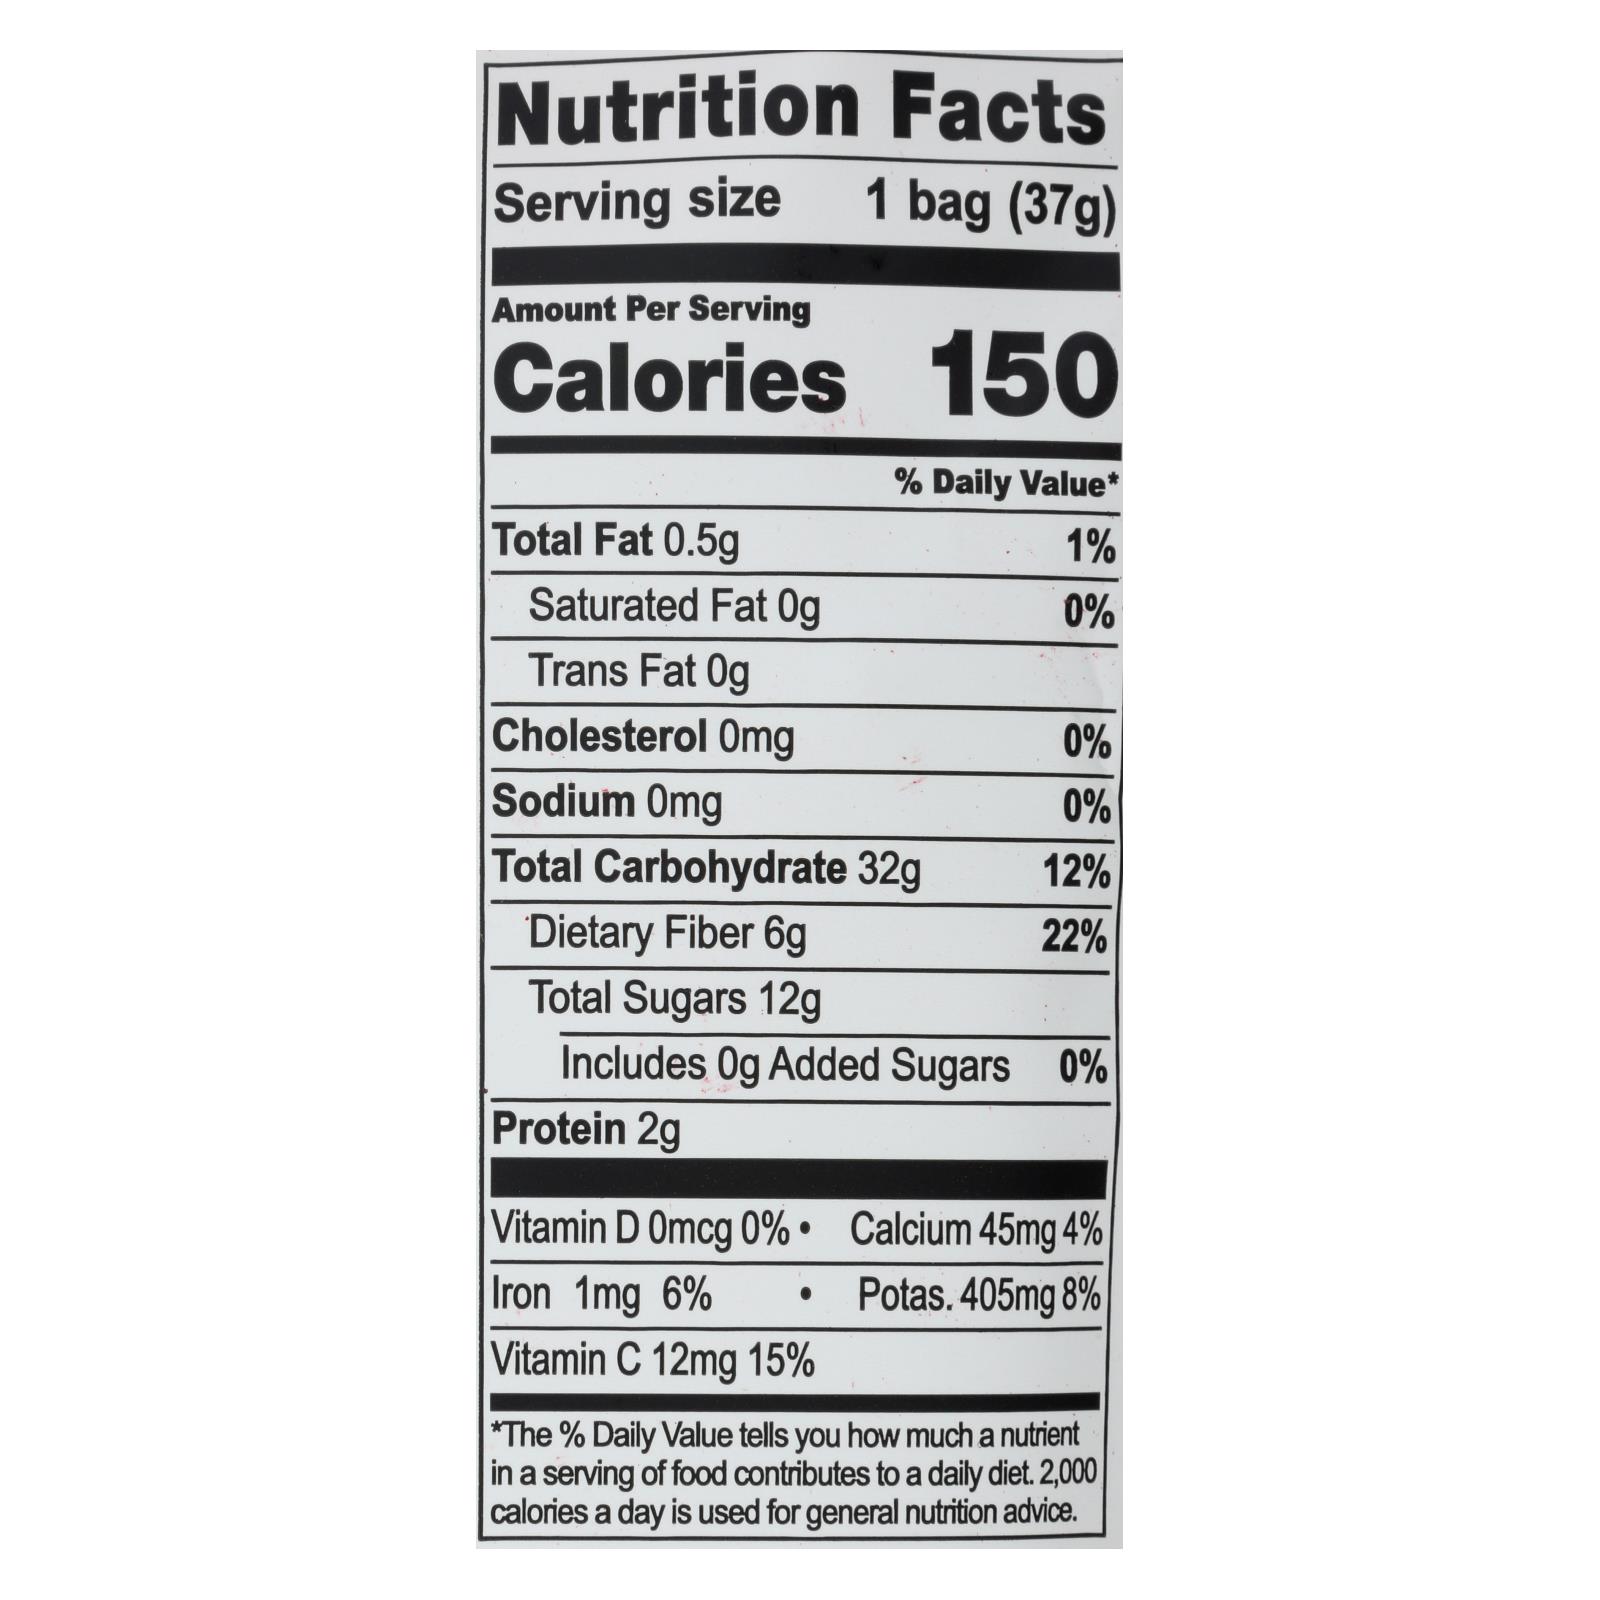 Nutrition Facts
Serving size 1 bag (37g)
Amount Per Serving
Calories 150
% Daily Value*
Total Fat 0.5g 1%
Saturated Fat 0g 0%
Trans Fat 0g
Cholesterol 0mg 0%
Sodium 0mg 0%
Total Carbohydrate 32g 12%
Dietary Fiber 6g 22%
Total Sugars 12g
Includes 0g Added Sugars 0%
Protein 2g
Vitamin D 0mcg 0% • Calcium 45mg 4%
Iron 1mg 6% • Potas. 405mg 8%
Vitamin C 12mg 15%
*The % Daily Value tells you how much a nutrient
in a serving of food contributes to a daily diet. 2,000
calories a day is used for general nutrition advice.